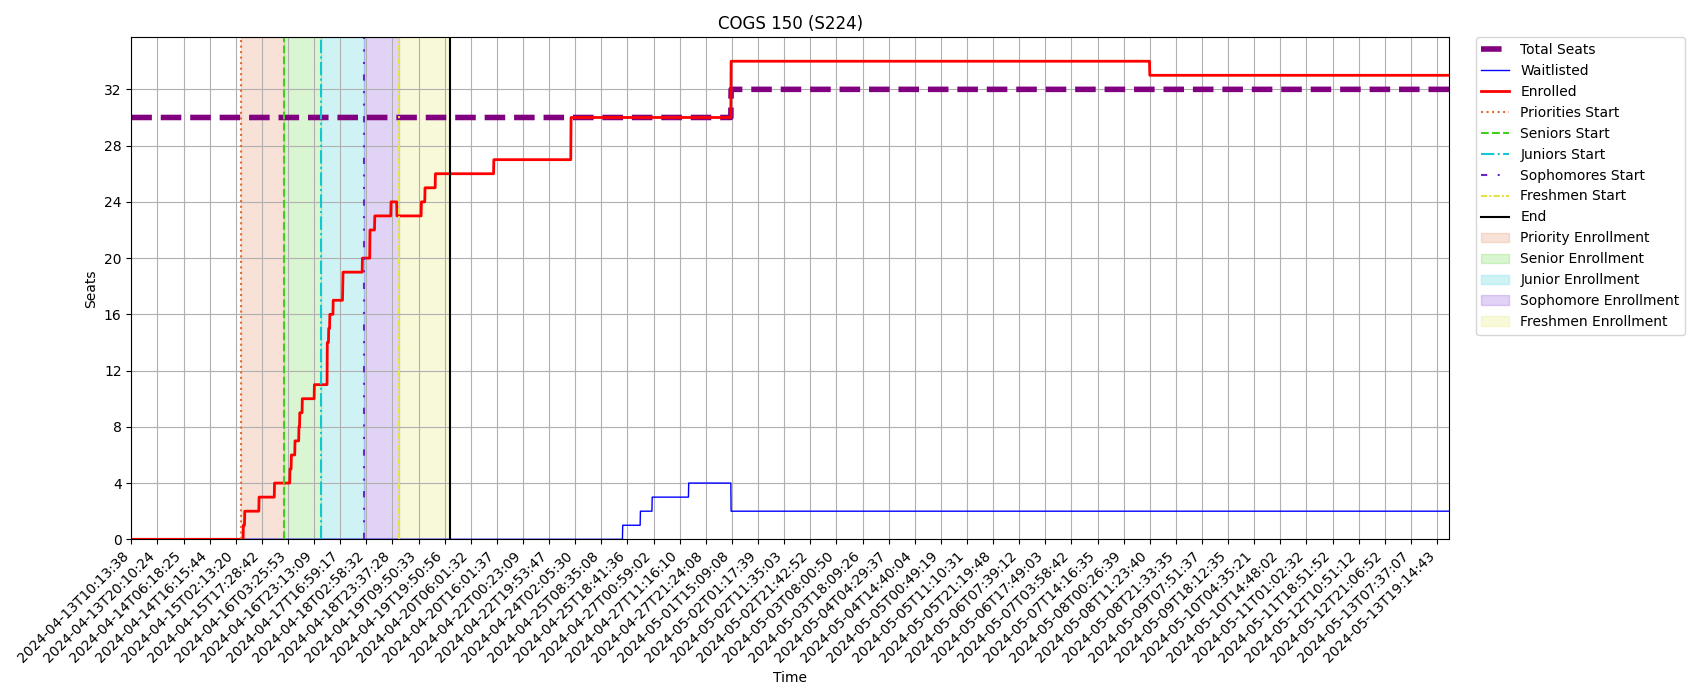 COGS 150 (S224)
Seats
32
28
24
20
16
12
8
4
0
2024-04-13T10:13:38
2024-04-13T20:10:24
2024-04-14T06:18:25
2024-04-14T16:15:44
2024-04-15T02:13:20
2024-04-15T17:28:42
2024-04-16T03:25:53
2024-04-16T23:13:09
2024-04-17T16:59:17
2024-04-18T02:58:32
2024-04-18T23:37:28
2024-04-19T09:50:33
2024-04-19T19:50:56
2024-04-20T06:01:32
2024-04-20T16:01:37
2024-04-22T00:23:09
2024-04-22T19:53:47
2024-04-24T02:05:30
2024-04-25T08:35:08
2024-04-25T18:41:36
2024-04-27T00:59:02
2024-04-27T11:16:10
2024-04-27T21:24:08
2024-05-01T15:09:08
2024-05-02T01:17:39
2024-05-02T11:35:03
2024-05-02T21:42:52
2024-05-03T08:00:50
2024-05-03T18:09:26
2024-05-04T04:29:37
2024-05-04T14:40:04
2024-05-05T00:49:19
2024-05-05T11:10:31
2024-05-05T21:19:48
2024-05-06T07:39:12
2024-05-06T17:49:03
2024-05-07T03:58:42
2024-05-07T14:16:35
2024-05-08T00:26:39
2024-05-08T11:23:40
2024-05-08T21:33:35
2024-05-09T07:51:37
2024-05-09T18:12:35
2024-05-10T04:35:21
2024-05-10T14:48:02
2024-05-11T01:02:32
2024-05-11T18:51:52
2024-05-12T10:51:12
2024-05-12T21:06:52
2024-05-13T07:37:07
2024-05-13T19:14:43
Time
Total Seats
Waitlisted
Enrolled
Priorities Start
Seniors Start
Juniors Start
Sophomores Start
Freshmen Start
End
Priority Enrollment
Senior Enrollment
Junior Enrollment
Sophomore Enrollment
Freshmen Enrollment